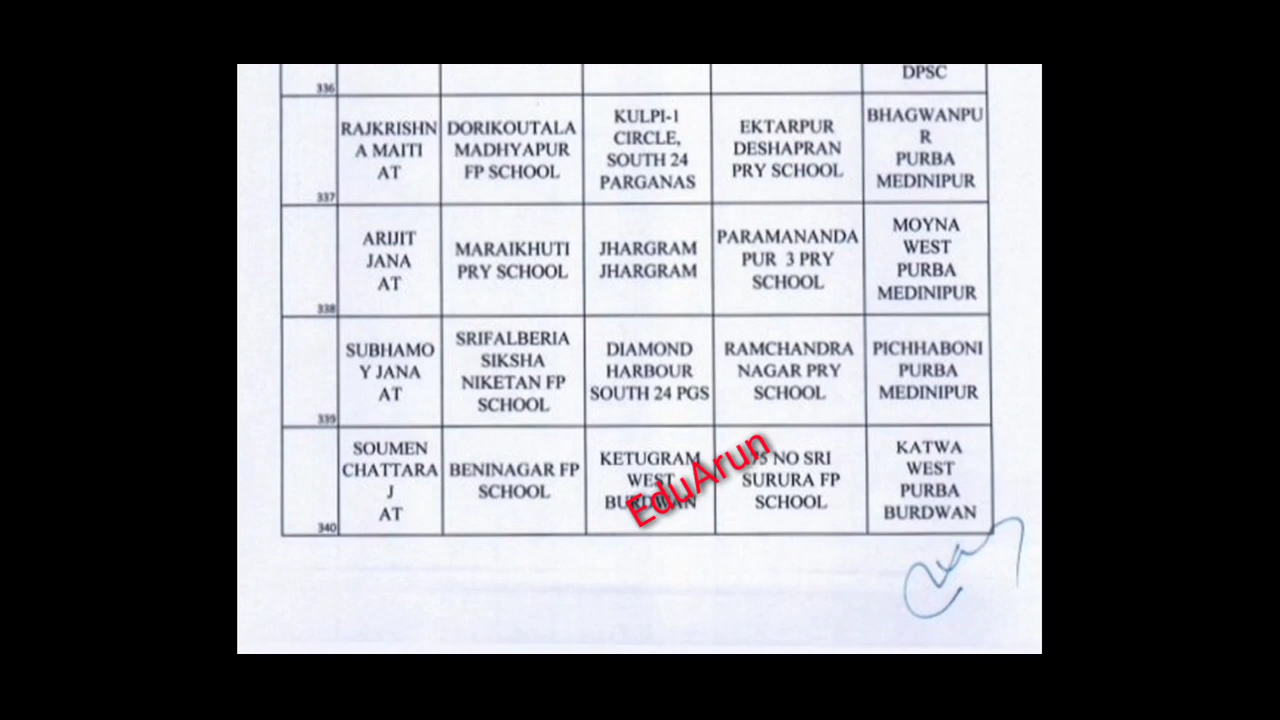 DPSC
336
RAJKRISHN
A MAITI
AT
DORIKOUTALA
MADHYAPUR
FP SCHOOL
KULPI-1
CIRCLE,
SOUTH 24
PARGANAS
EKTARPUR
DESHAPRAN
PRY SCHOOL
BHAGWANPU
R
PURBA
MEDINIPUR
337
ARIJIT
JANA
AT
MARAIKHUTI
PRY SCHOOL
JHARGRAM
JHARGRAM
PARAMANANDA
PUR 3 PRY
SCHOOL
MOYNA
WEST
PURBA
MEDINIPUR
338
SUBHAMO
Y JANA
AT
SRIFALBERIA
SIKSHA
NIKETAN FP
SCHOOL
DIAMOND
HARBOUR
SOUTH 24 PGS
RAMCHANDRA
NAGAR PRY
SCHOOL
PICHHABONI
PURBA
MEDINIPUR
339
SOUMEN
CHATTARA
J
AT
BENINAGAR FP
SCHOOL
KETUGRAM
WEST
BURDWAN
NO SRI
SURURA FP
SCHOOL
KATWA
WEST
PURBA
BURDWAN
340
EduArun